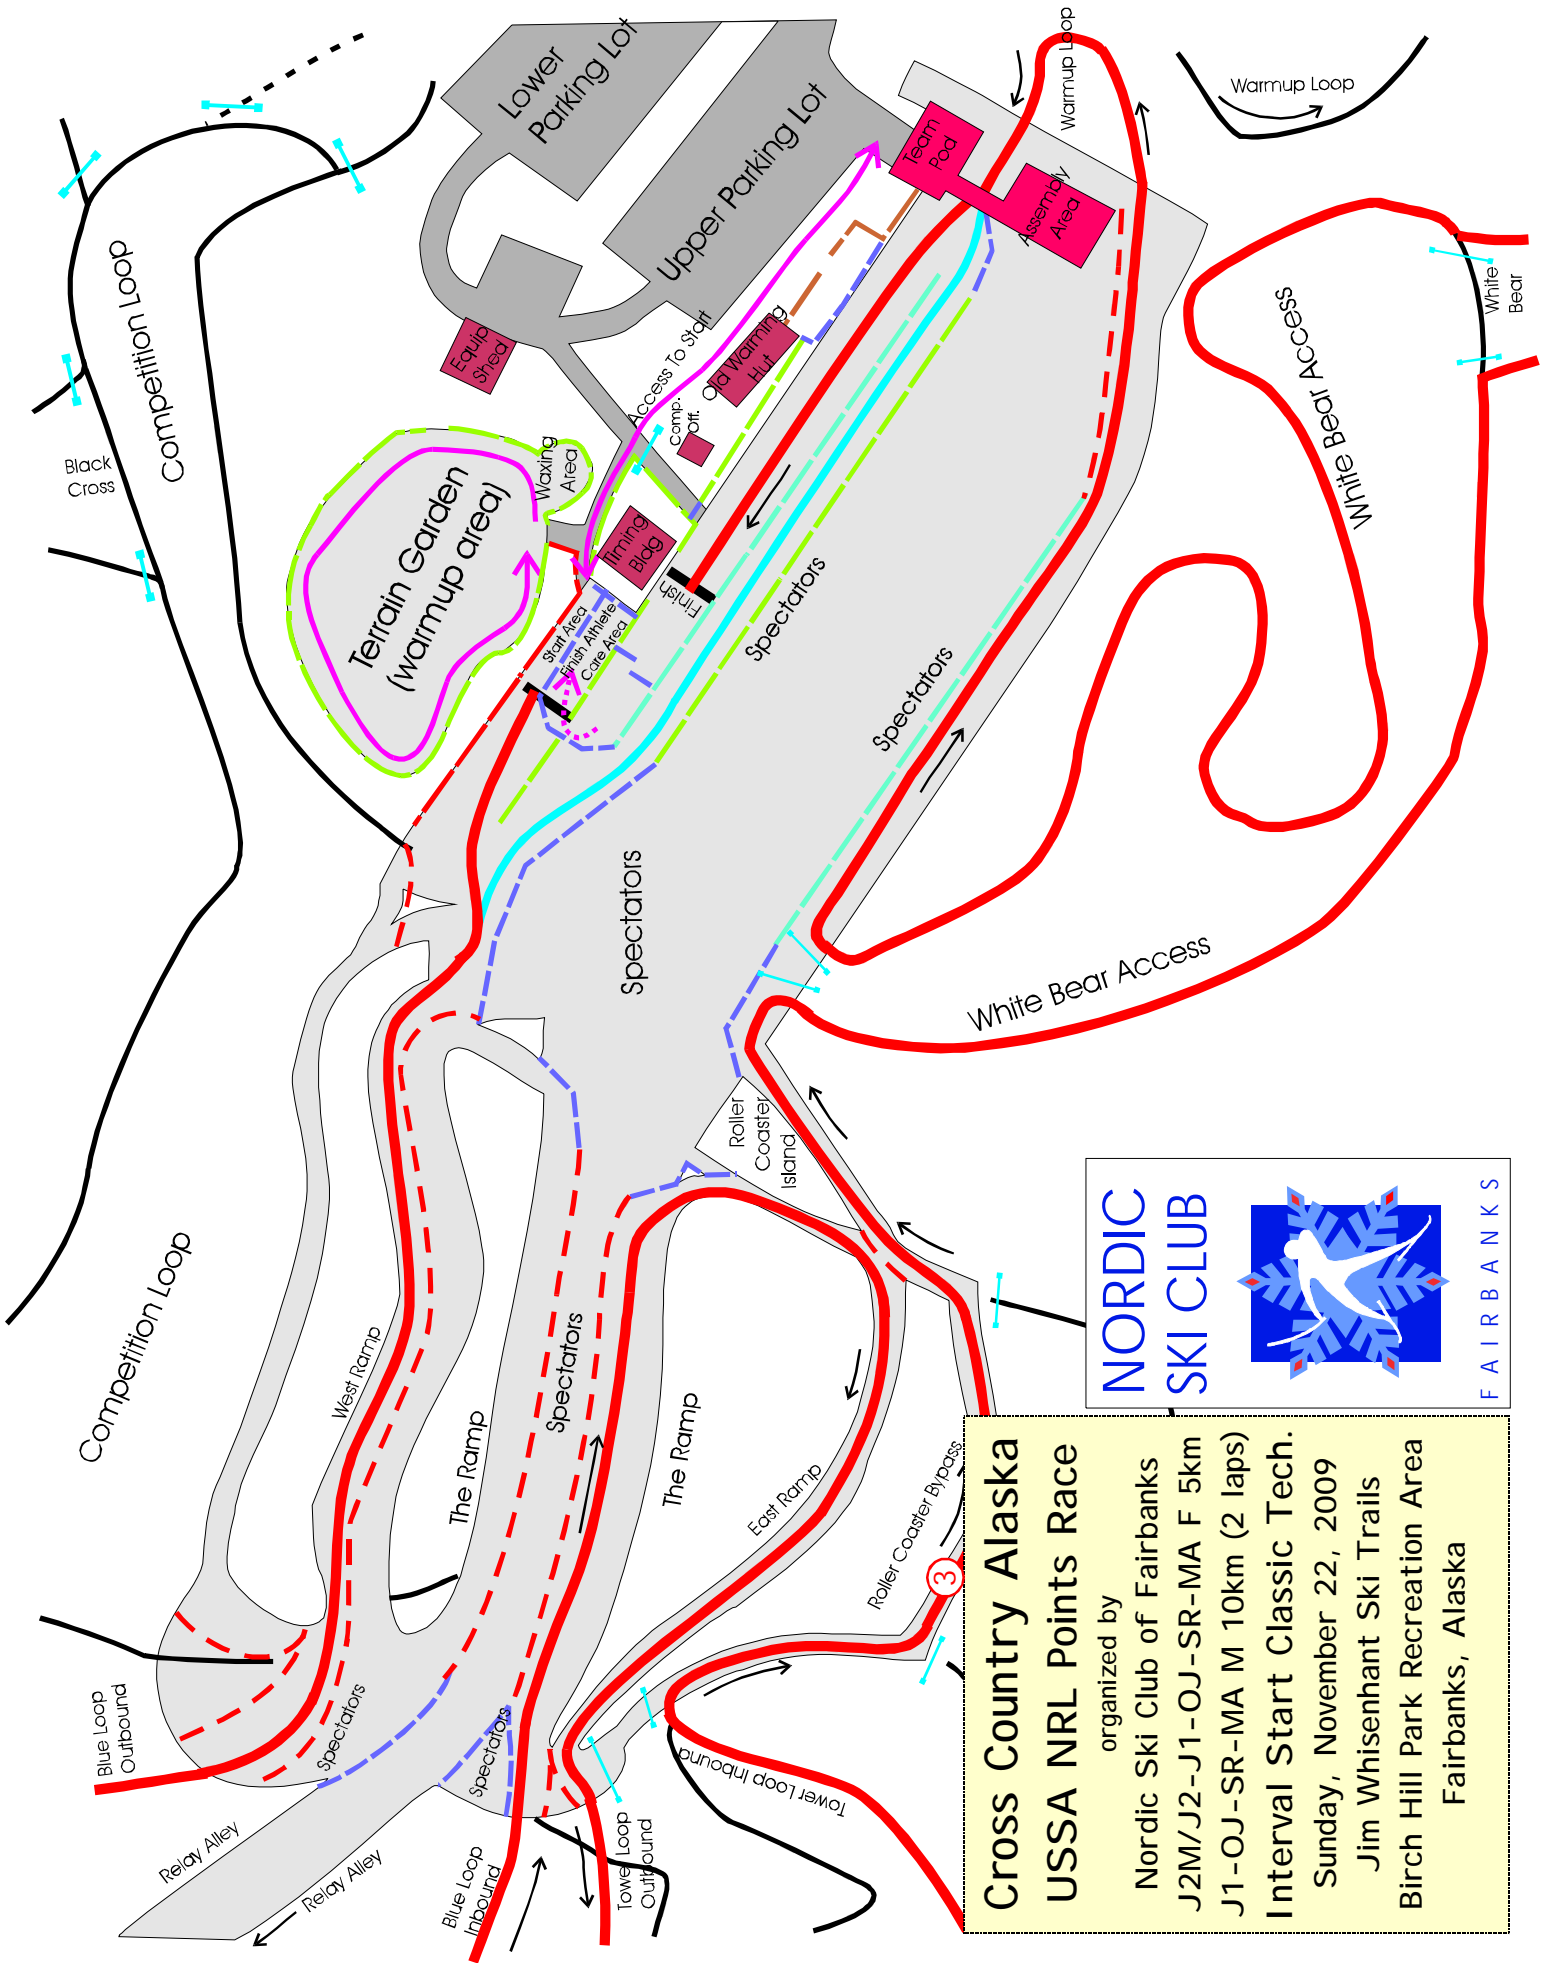 Cross Country Alaska
USSA NRL Points Race
organized by
Nordic Ski Club of Fairbanks
J2M/J2-J1-OJ-SR-MA F 5km
J1-OJ-SR-MA M 10km (2 laps)
Interval Start Classic Tech.
Sunday, November 22, 2009
Jim Whisenhant Ski Trails
Birch Hill Park Recreation Area
Fairbanks, Alaska
NORDIC
SKI CLUB
FAIRBANKS
Lower
Parking Lot
Upper Parking Lot
Warmup Loop
Warmup Loop
Team
Pod
Assembly
Area
Equip
Shed
Access To Start
Old Warming
Hut
Comp.
Off.
Timing
Bldg
Finish
Start Area
Finish Athlete
Care Area
Waxing
Area
Terrain Garden
(warmup area)
Competition Loop
Black
Cross
Competition Loop
White
Bear
White Bear Access
White Bear Access
White Bear Access
Spectators
Spectators
Spectators
Roller
Coaster
Island
West Ramp
The Ramp
Spectators
The Ramp
East Ramp
Roller Coaster Bypass
3
Blue Loop
Outbound
Spectators
Spectators
Relay Alley
Relay Alley
Blue Loop
Inbound
Tower Loop
Outbound
Tower Loop Inbound